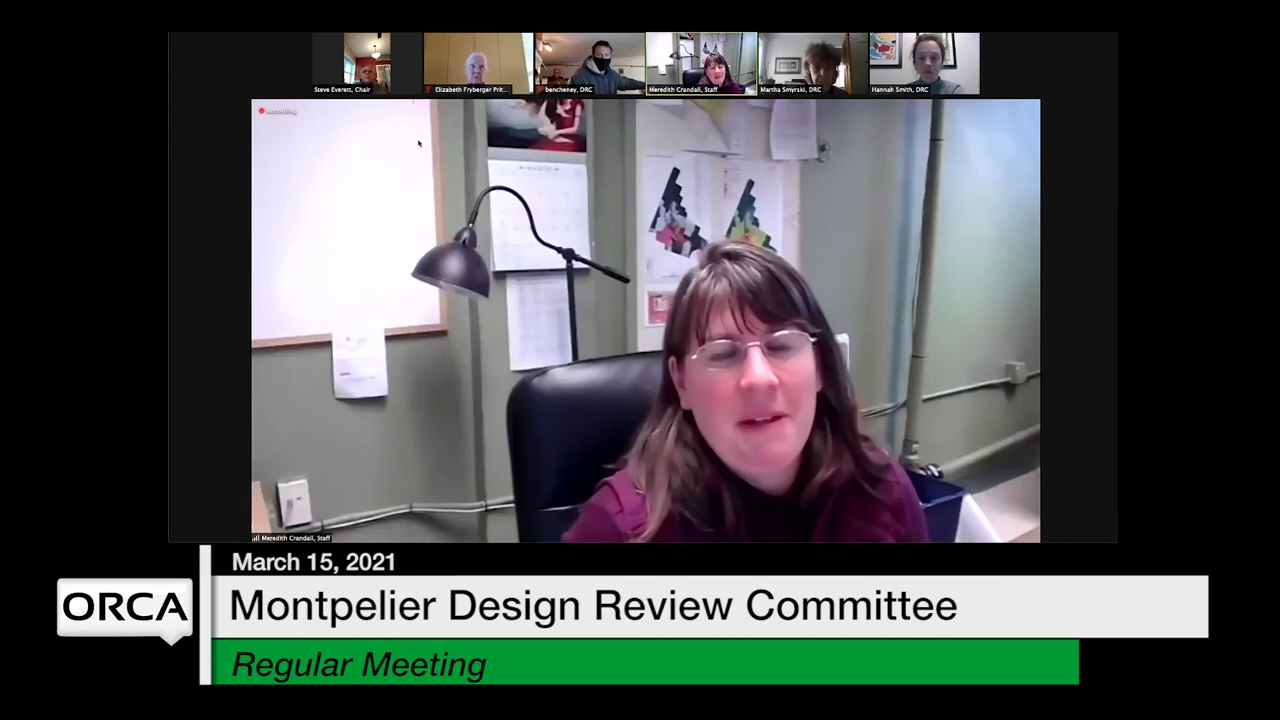 Steve Everett, Chair
Elizabeth Fryberger Prit...
bencheney, DRC
Meredith Crandall, Staff
Martha Smyrski, DRC
Hannah Smith, DRC
Recording
Meredith Crandall, Staff
March 15, 2021
ORCA
Montpelier Design Review Committee
Regular Meeting